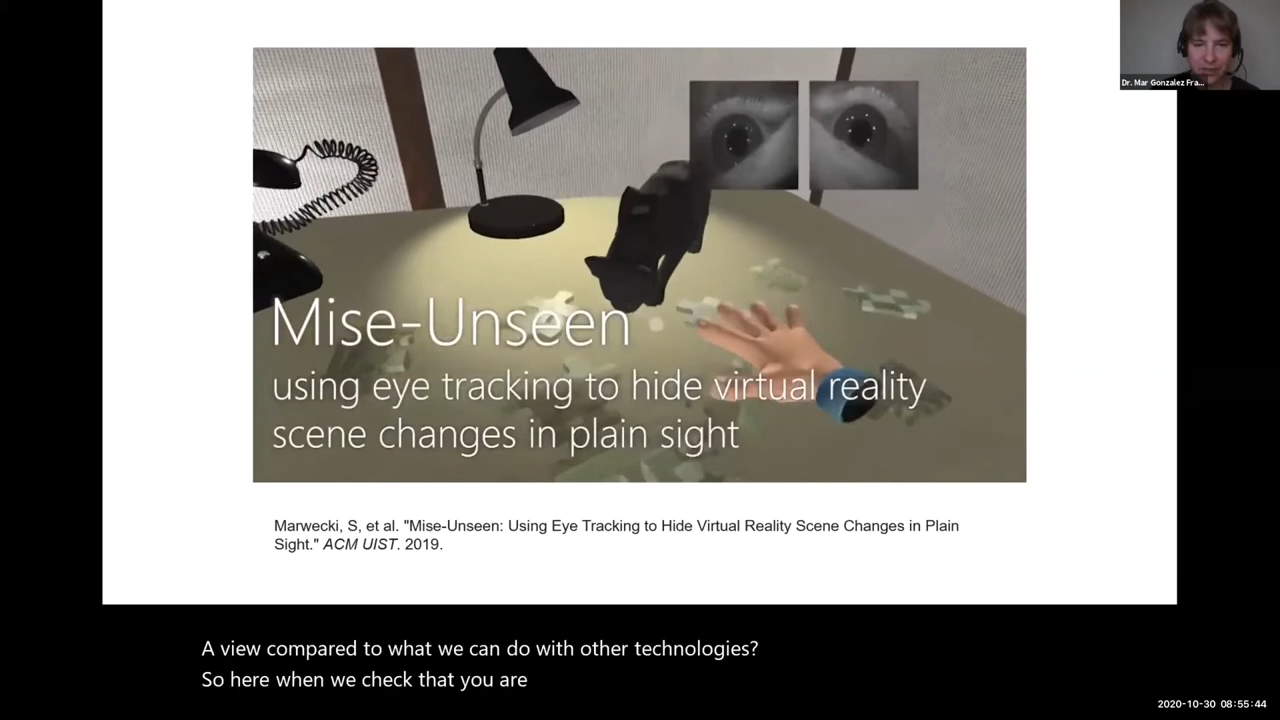 Dr. Mar Gonzalez Fra...
Mise-Unseen
using eye tracking to hide virtual reality
scene changes in plain sight
Marwecki, S, et al. "Mise-Unseen: Using Eye Tracking to Hide Virtual Reality Scene Changes in Plain
Sight." ACM UIST. 2019.
A view compared to what we can do with other technologies?
So here when we check that you are
2020-10-30 08:55:44